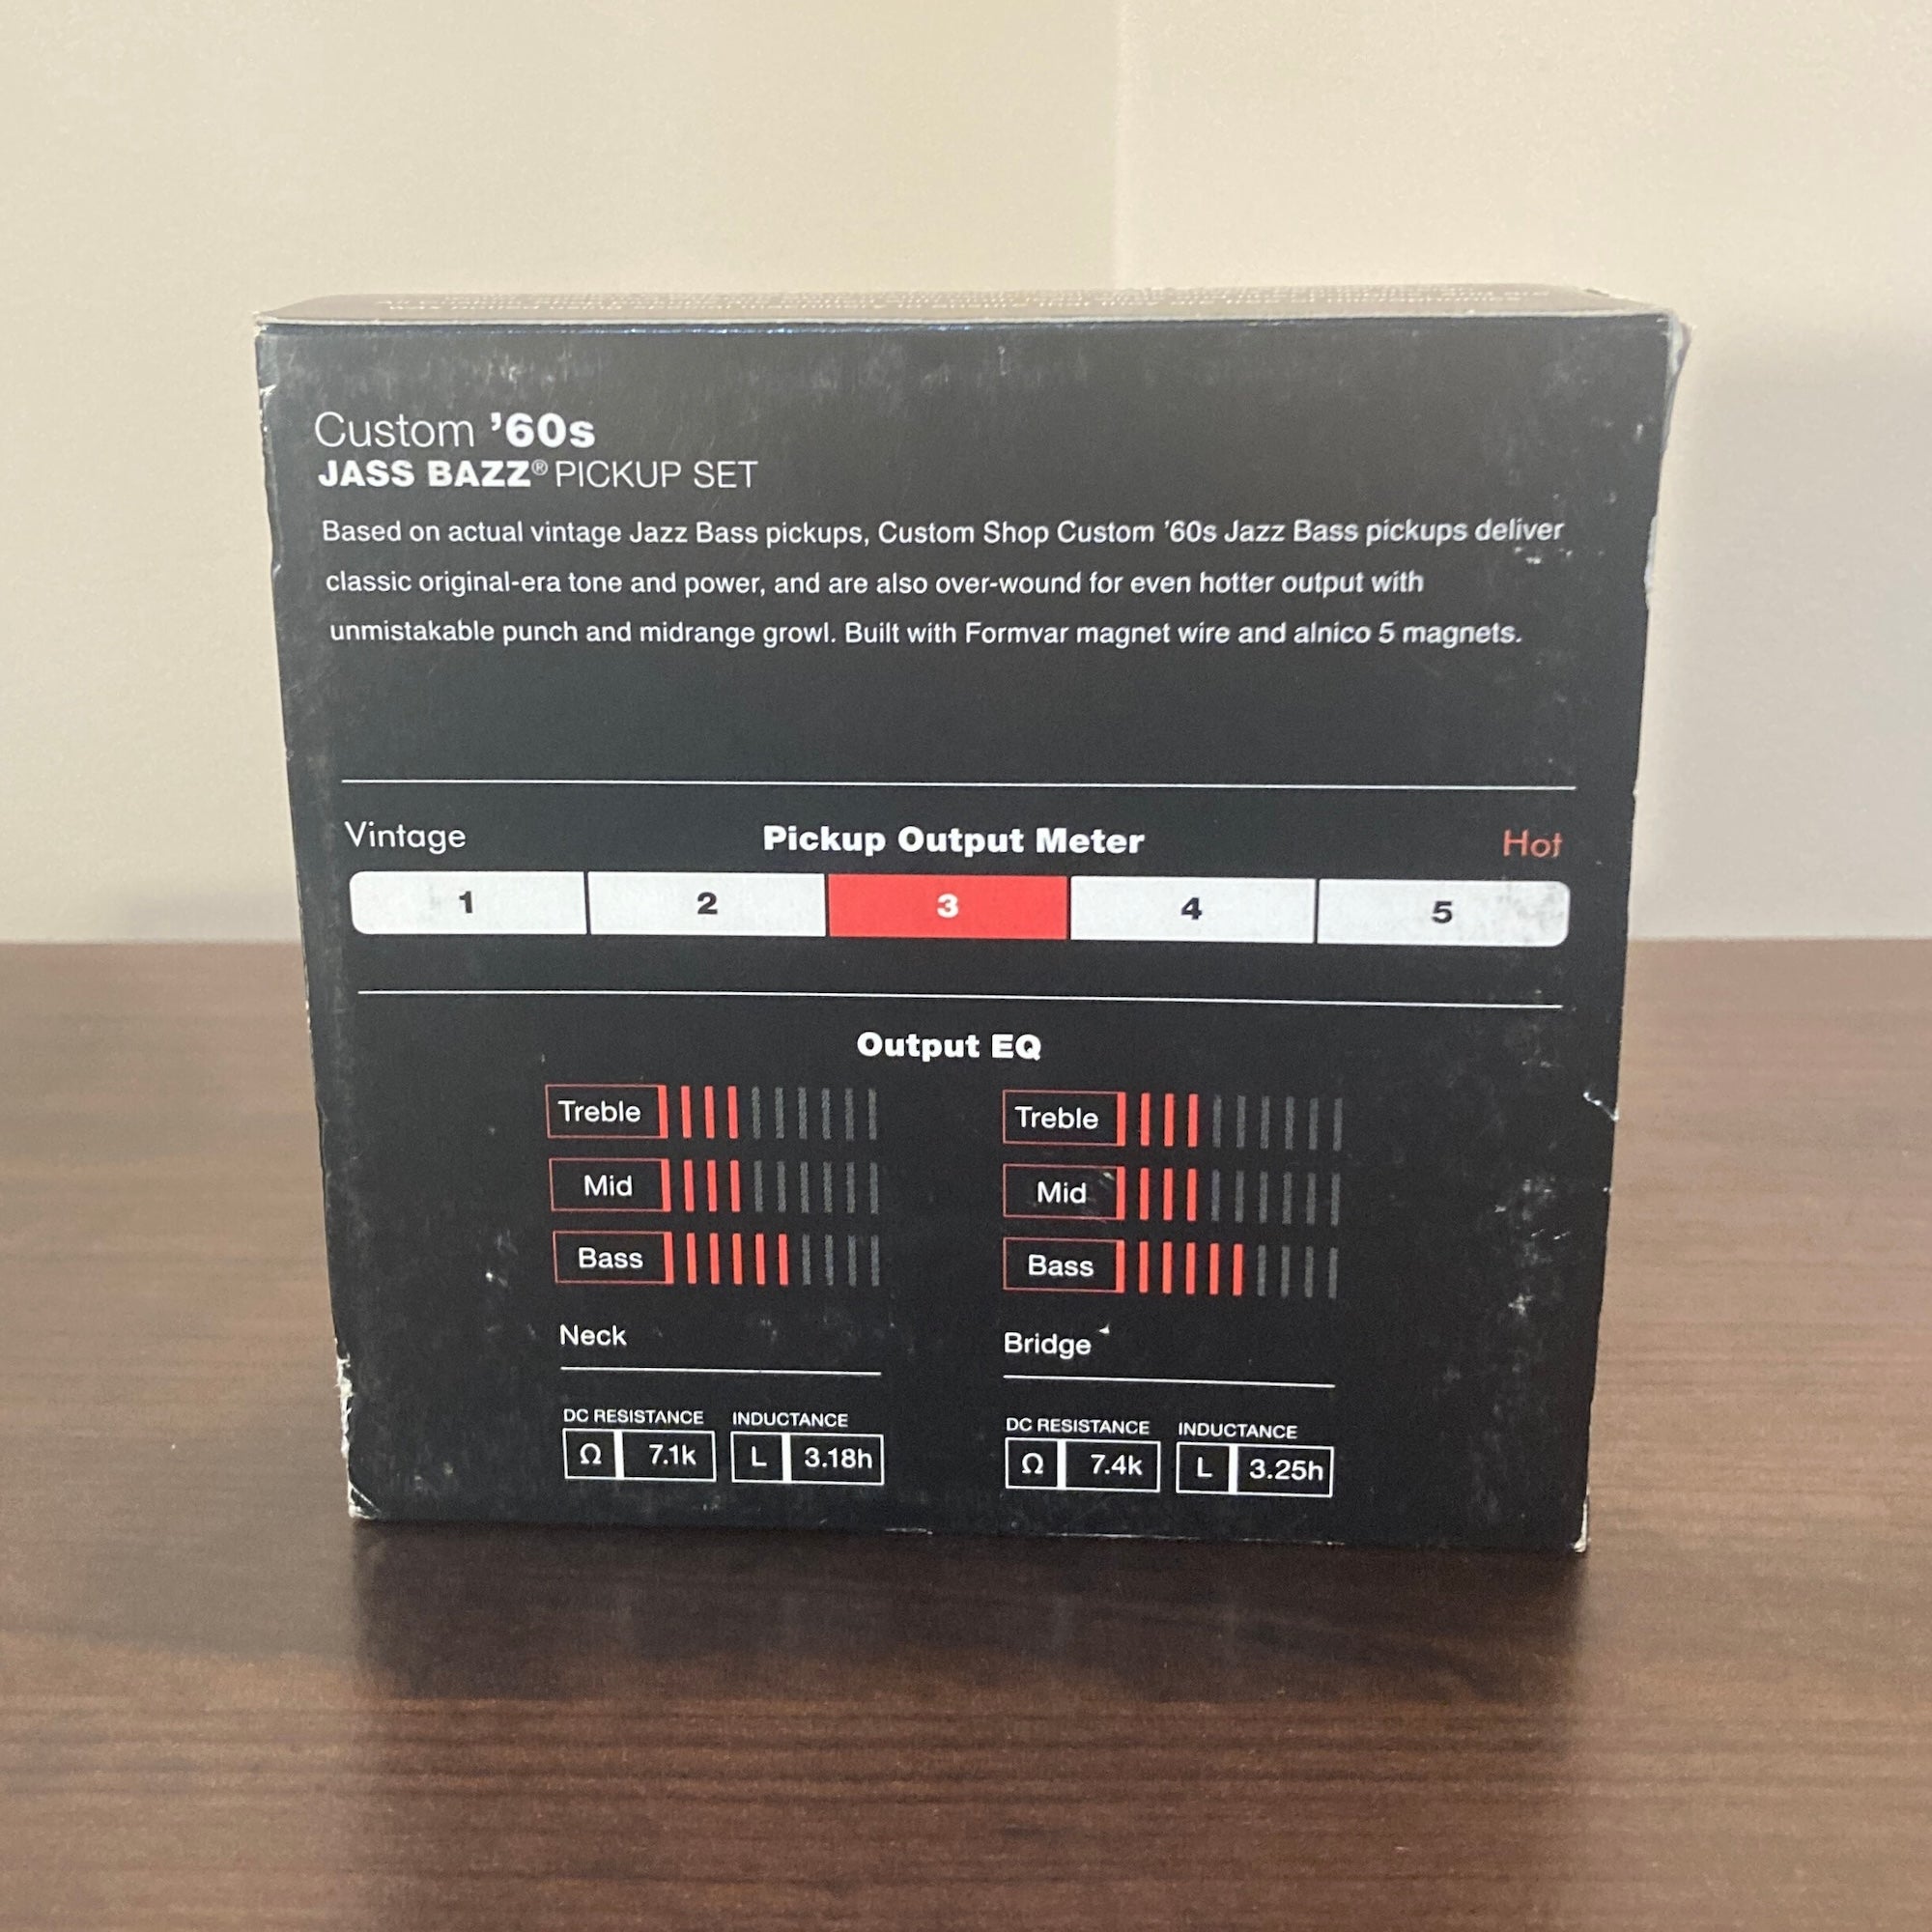 Custom ’60s
JASS BAZZ® PICKUP SET
Based on actual vintage Jazz Bass pickups, Custom Shop Custom ’60s Jazz Bass pickups deliver
classic original-era tone and power, and are also over-wound for even hotter output with
unmistakable punch and midrange growl. Built with Formvar magnet wire and alnico 5 magnets.
Vintage Pickup Output Meter Hot
1 2 3 4 5
Output EQ
Treble
Mid
Bass
Neck
DC RESISTANCE INDUCTANCE
Ω 7.1k L 3.18h
Treble
Mid
Bass
Bridge
DC RESISTANCE INDUCTANCE
Ω 7.4k L 3.25h